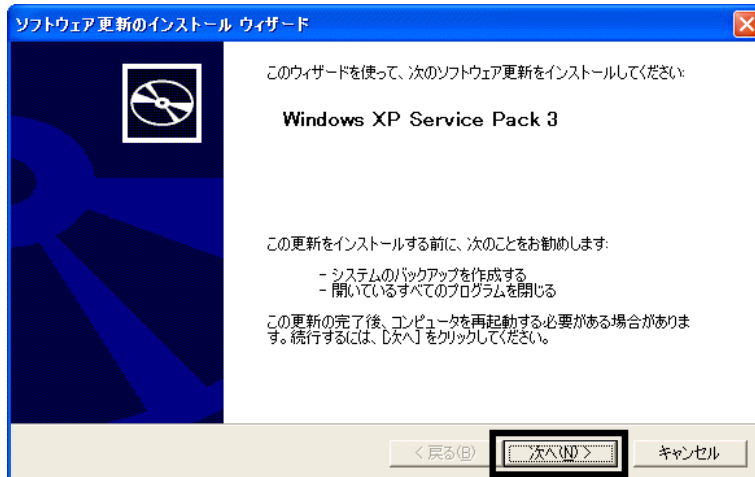 ソフトウェア更新のインストール ウィザード
このウィザードを使って、次のソフトウェア更新をインストールしてください:
Windows XP Service Pack 3
この更新をインストールする前に、次のことをお勧めします:
- システムのバックアップを作成する
- 開いているすべてのプログラムを閉じる
この更新の完了後、コンピュータを再起動する必要がある場合がありま
す。続行するには、[次へ] をクリックしてください。
< 戻る(B)
次へ(N) >
キャンセル